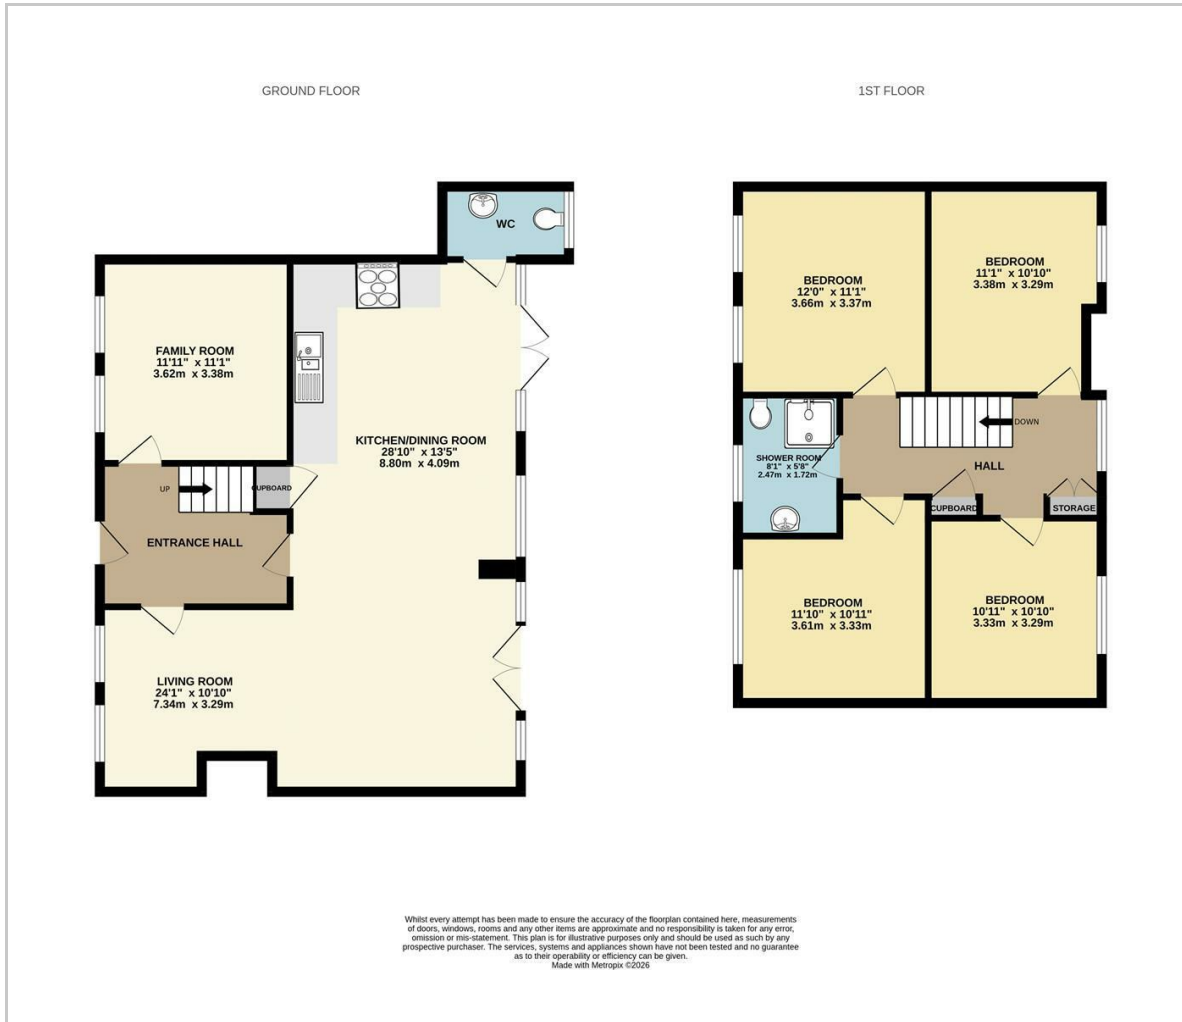 GROUND FLOOR
WC
FAMILY ROOM
11'11" x 11'1"
3.62m x 3.38m
KITCHEN/DINING ROOM
28'10" x 13'5"
8.80m x 4.09m
UP
CUPBOARD
ENTRANCE HALL
LIVING ROOM
24'1" x 10'10"
7.34m x 3.29m
1ST FLOOR
BEDROOM
12'0" x 11'1"
3.66m x 3.37m
BEDROOM
11'1" x 10'10"
3.38m x 3.29m
DOWN
SHOWER ROOM
8'1" x 5'8"
2.47m x 1.72m
HALL
CUPBOARD
STORAGE
BEDROOM
11'10" x 10'11"
3.61m x 3.33m
BEDROOM
10'11" x 10'10"
3.33m x 3.29m
Whilst every attempt has been made to ensure the accuracy of the floorplan contained here, measurements
of doors, windows, rooms and any other items are approximate and no responsibility is taken for any error,
omission or mis-statement. This plan is for illustrative purposes only and should be used as such by any
prospective purchaser. The services, systems and appliances shown have not been tested and no guarantee
as to their operability or efficiency can be given.
Made with Metropix ©2026